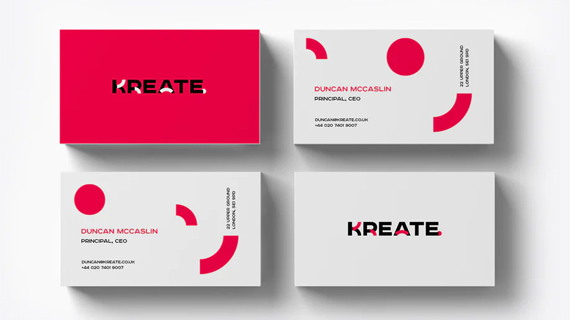 KREATE.
DUNCAN MCCASLIN
PRINCIPAL, CEO
DUNCAN@KREATE.CO.UK
+44 020 7401 9007
22 UPPER GROUND
LONDON, SE1 9PD
DUNCAN MCCASLIN
PRINCIPAL, CEO
DUNCAN@KREATE.CO.UK
+44 020 7401 9007
22 UPPER GROUND
LONDON, SE1 9PD
KREATE.